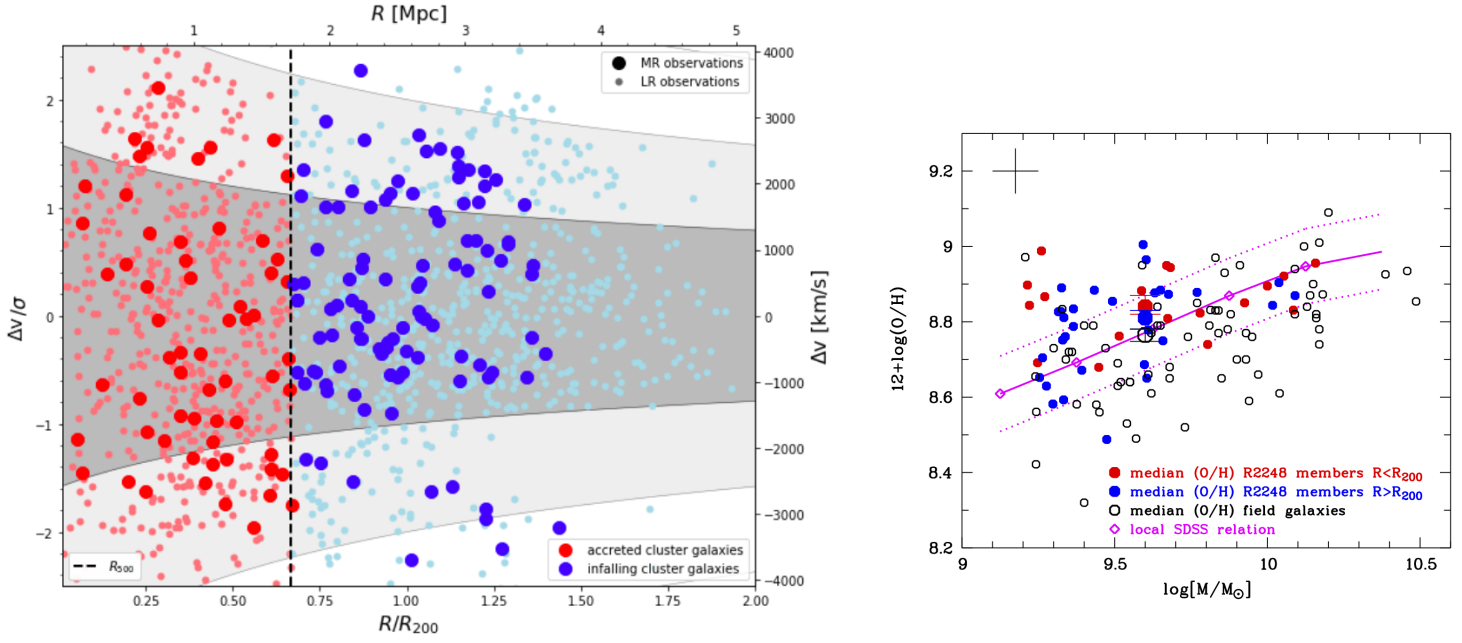 R [Mpc]
1 2 3 4 5
MR observations
LR observations
2
1
0
−1
−2
Δv/σ
4000
3000
2000
1000
0
−1000
−2000
−3000
−4000
Δv [km/s]
R₅₀₀
accreted cluster galaxies
infalling cluster galaxies
0.25 0.50 0.75 1.00 1.25 1.50 1.75 2.00
R/R₂₀₀
9.2
9
8.8
8.6
8.4
8.2
12+log(O/H)
median (O/H) R2248 members R<R₂₀₀
median (O/H) R2248 members R>R₂₀₀
median (O/H) field galaxies
local SDSS relation
9 9.5 10 10.5
log[M/M⊙]